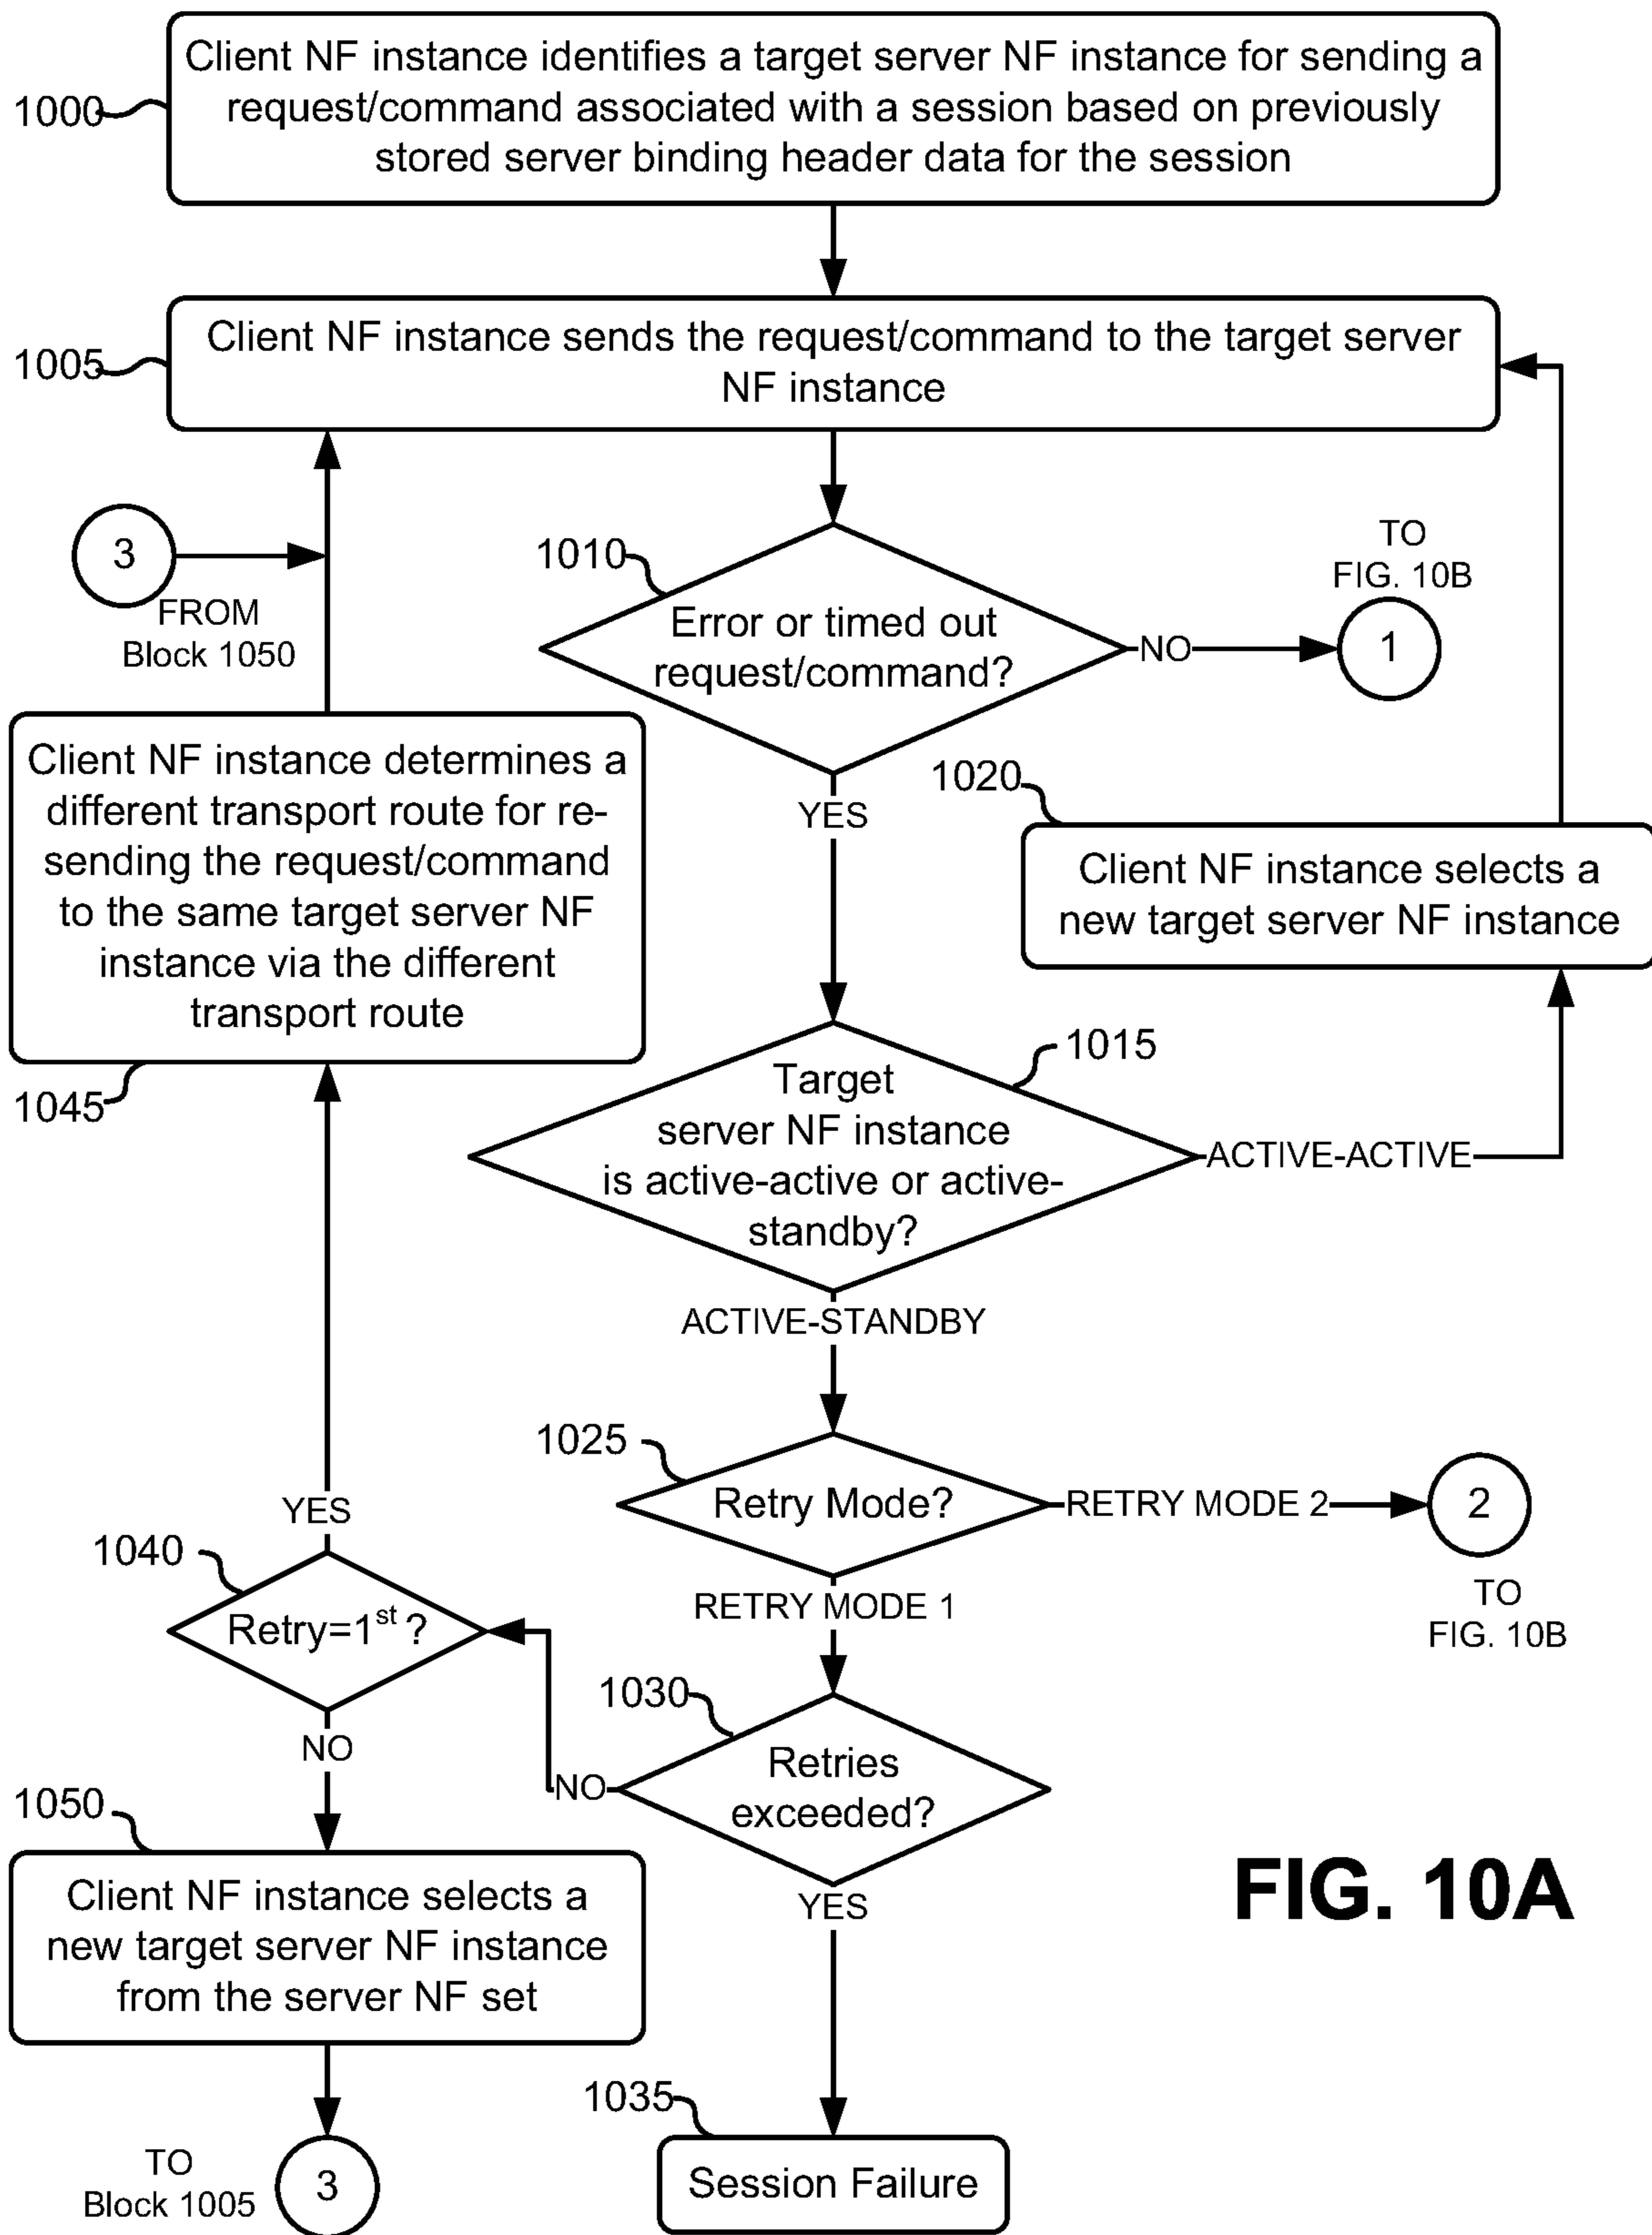 Client NF instance identifies a target server NF instance for sending a
request/command associated with a session based on previously
stored server binding header data for the session
1000
1005
Client NF instance sends the request/command to the target server
NF instance
3
FROM
Block 1050
1010
Error or timed out
request/command?
NO
TO
FIG. 10B
1
YES
1020
Client NF instance selects a
new target server NF instance
Client NF instance determines a
different transport route for re-
sending the request/command
to the same target server NF
instance via the different
transport route
1045
1015
Target
server NF instance
is active-active or active-
standby?
ACTIVE-ACTIVE
ACTIVE-STANDBY
1025
Retry Mode?
RETRY MODE 2
2
TO
FIG. 10B
RETRY MODE 1
YES
1040
Retry=1st ?
NO
1030
Retries
exceeded?
NO
YES
1050
Client NF instance selects a
new target server NF instance
from the server NF set
TO
Block 1005
3
1035
Session Failure
FIG. 10A